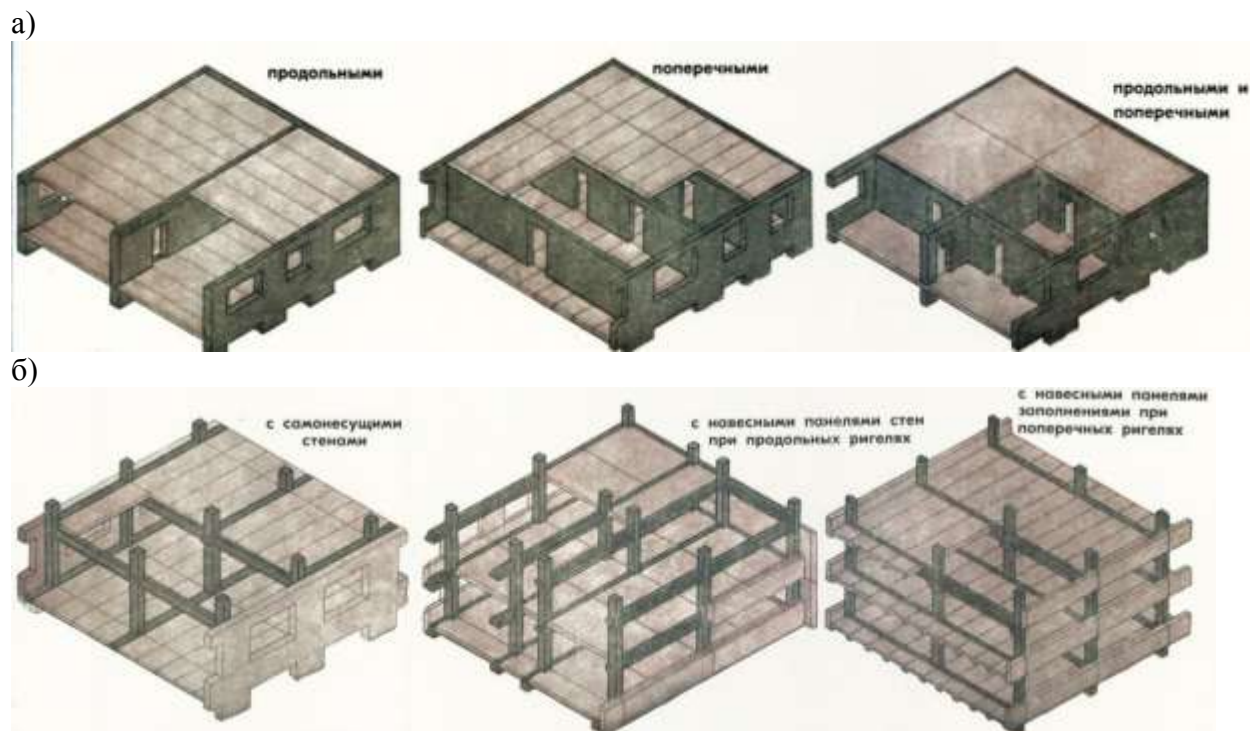 а)
продольными
поперечными
продольными и
поперечными
б)
с самонесущими
стенами
с навесными панелями стен
при продольных ригелях
с навесными панелями
заполнениями при
поперечных ригелях